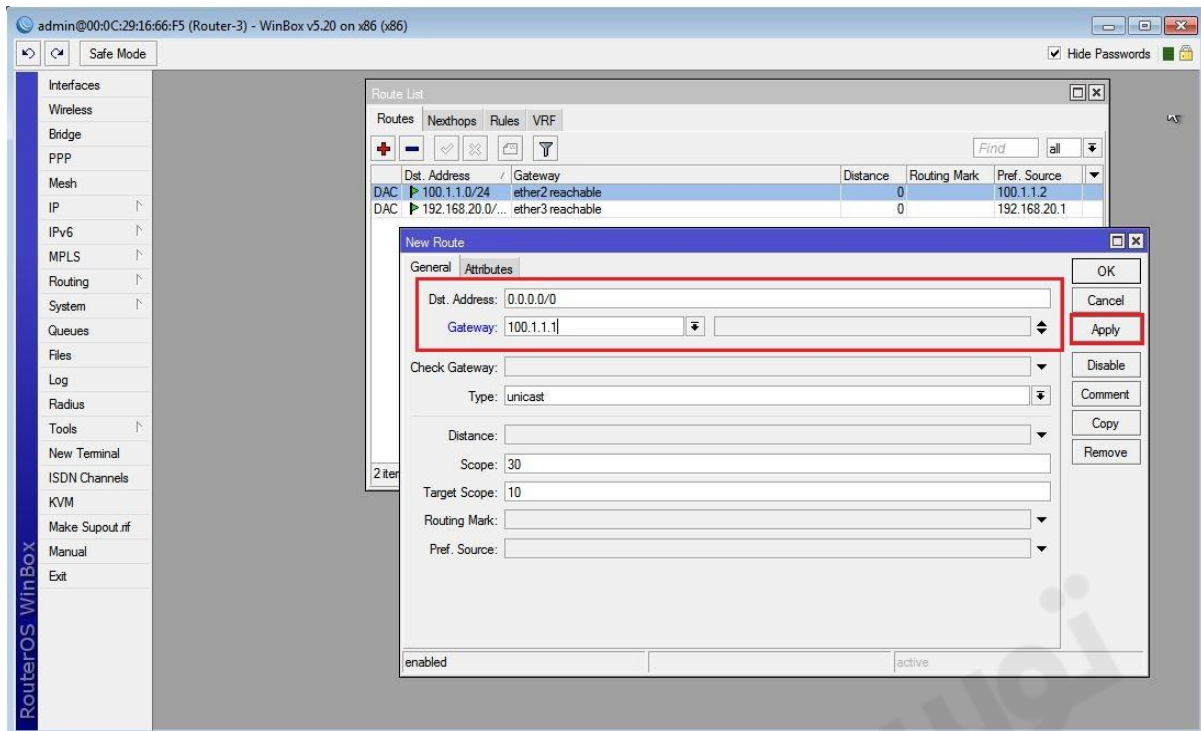 admin@00:0C:29:16:66:F5 (Router-3) - WinBox v5.20 on x86 (x86)
Safe Mode
Hide Passwords
Interfaces
Wireless
Bridge
PPP
Mesh
IP
IPv6
MPLS
Routing
System
Queues
Files
Log
Radius
Tools
New Terminal
ISDN Channels
KVM
Make Supout.rif
Manual
Exit
RouterOS WinBox
Route List
Routes Nexthops Rules VRF
Find all
Dst. Address / Gateway Distance Routing Mark Pref. Source
DAC 100.1.1.0/24 ether2 reachable 0 100.1.1.2
DAC 192.168.20.0/... ether3 reachable 0 192.168.20.1
2 iter
New Route
General Attributes
Dst. Address: 0.0.0.0/0
Gateway: 100.1.1.1
Check Gateway:
Type: unicast
Distance:
Scope: 30
Target Scope: 10
Routing Mark:
Pref. Source:
OK
Cancel
Apply
Disable
Comment
Copy
Remove
enabled active